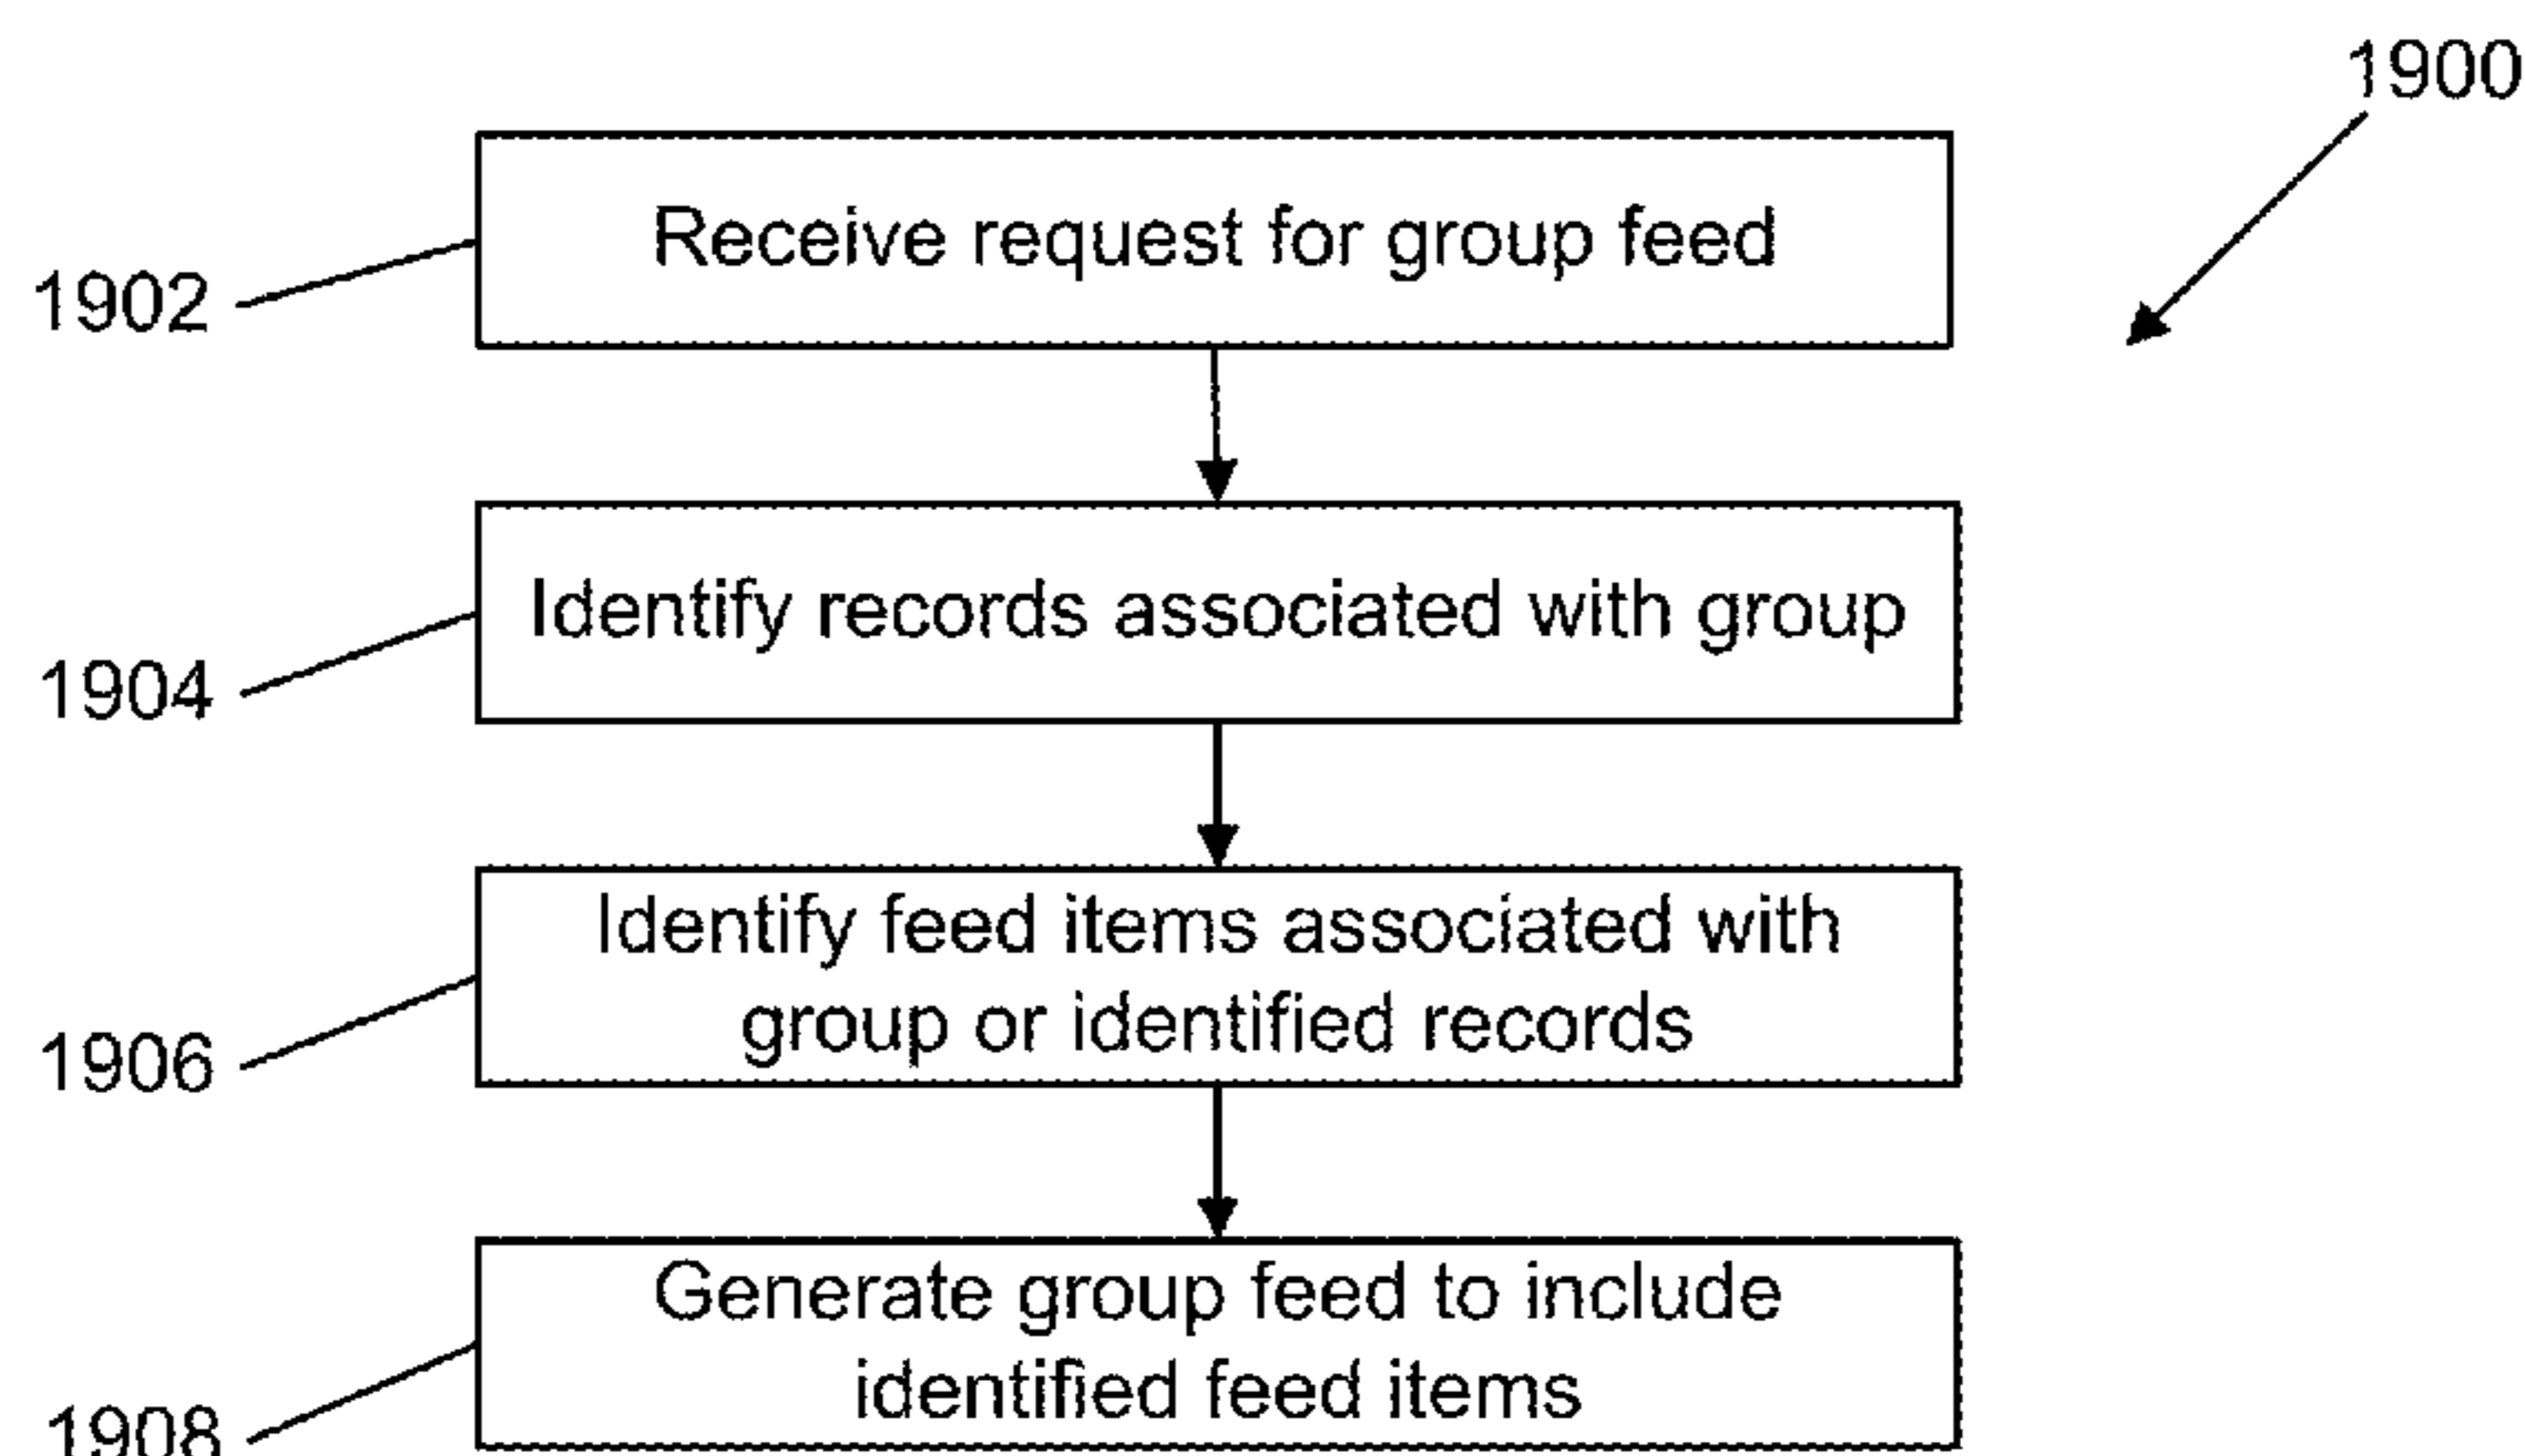 1900
Receive request for group feed
1902
Identify records associated with group
1904
Identify feed items associated with
group or identified records
1906
Generate group feed to include
identified feed items
1908